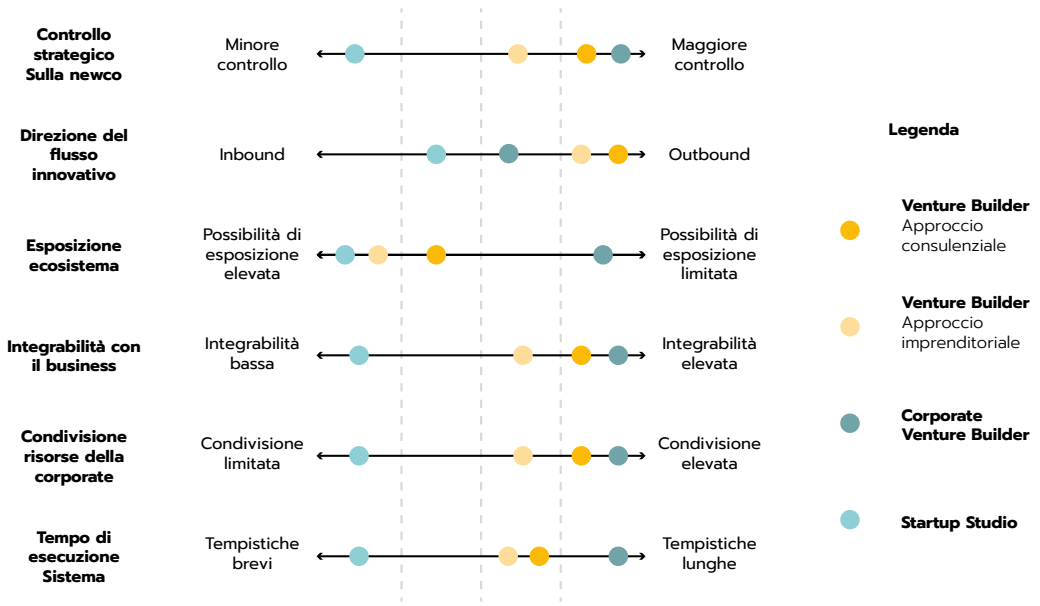 Controllo
strategico
Sulla newco
Minore
controllo
Maggiore
controllo
Direzione del
flusso
innovativo
Inbound
Outbound
Esposizione
ecosistema
Possibilità di
esposizione
elevata
Possibilità di
esposizione
limitata
Integrabilità con
il business
Integrabilità
bassa
Integrabilità
elevata
Condivisione
risorse della
corporate
Condivisione
limitata
Condivisione
elevata
Tempo di
esecuzione
Sistema
Tempistiche
brevi
Tempistiche
lunghe
Legenda
Venture Builder
Approccio
consulenziale
Venture Builder
Approccio
imprenditoriale
Corporate
Venture Builder
Startup Studio